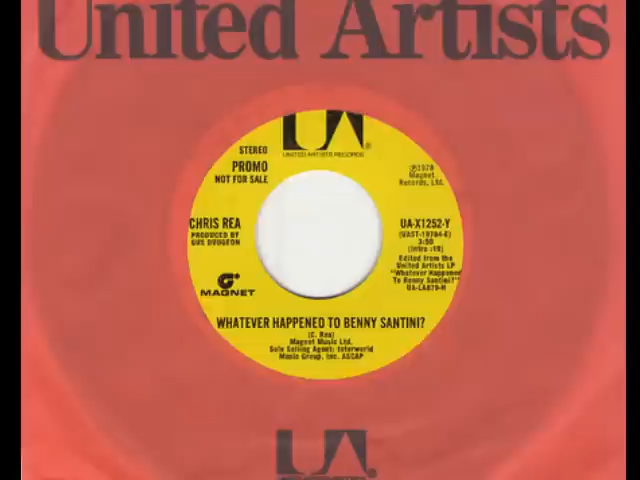 United Artists
UA®
UNITED ARTISTS RECORDS
STEREO
PROMO
NOT FOR SALE
℗1978
Magnet
Records, Ltd.
CHRIS REA
PRODUCED BY
GUS DUDGEON
UA-X1252-Y
(UAST-19764-E)
3:50
(Intro :19)
Edited from the
United Artists LP
"Whatever Happened
To Benny Santini?"
UA-LA879-H
MAGNET
WHATEVER HAPPENED TO BENNY SANTINI?
(C. Rea)
Magnet Music Ltd.
Sole Selling Agent: Interworld
Music Group, Inc. ASCAP
UA®